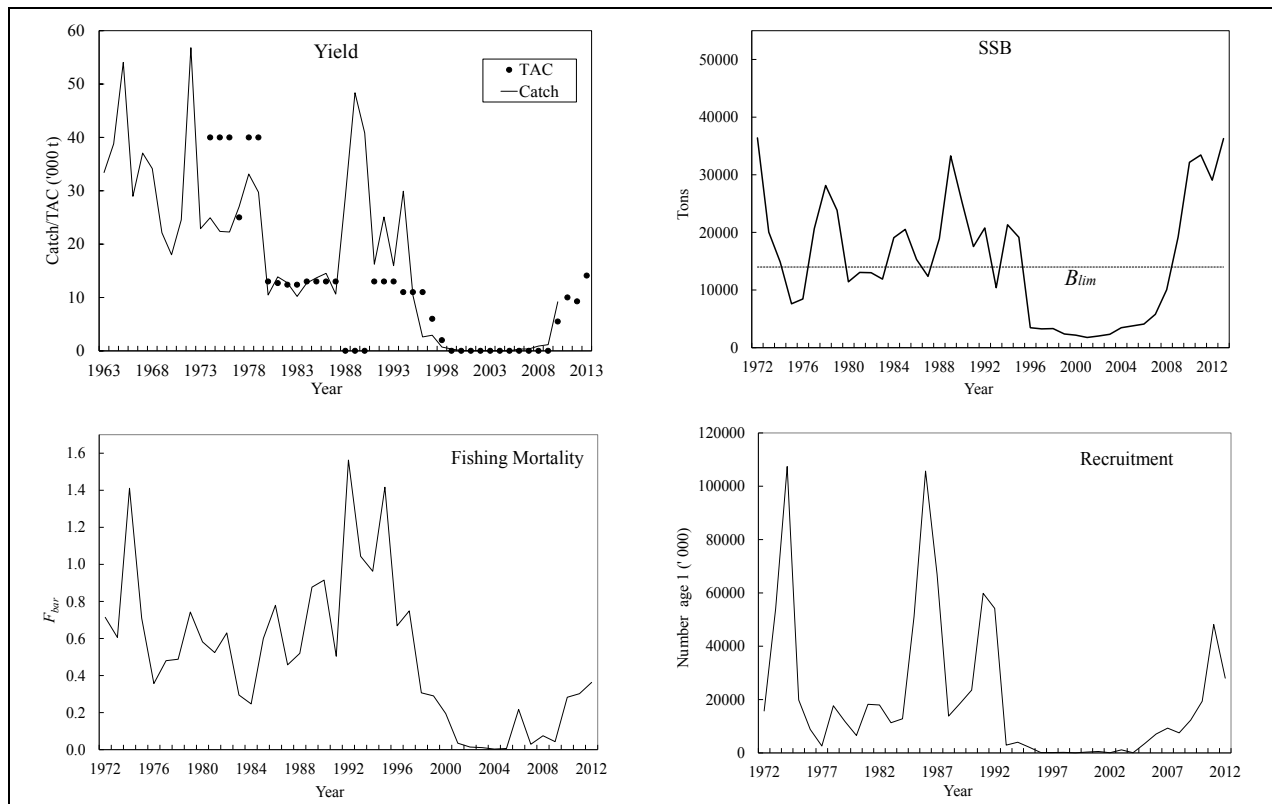 Yield
TAC
Catch
Catch/TAC ('000 t)
60
50
40
30
20
10
0
1963 1968 1973 1978 1983 1988 1993 1998 2003 2008 2013
Year
SSB
Tons
50000
40000
30000
20000
10000
0
Blim
1972 1976 1980 1984 1988 1992 1996 2000 2004 2008 2012
Year
Fishing Mortality
Fbar
1.6
1.4
1.2
1.0
0.8
0.6
0.4
0.2
0.0
1972 1976 1980 1984 1988 1992 1996 2000 2004 2008 2012
Year
Recruitment
Number age 1 (' 000)
120000
100000
80000
60000
40000
20000
0
1972 1977 1982 1987 1992 1997 2002 2007 2012
Year